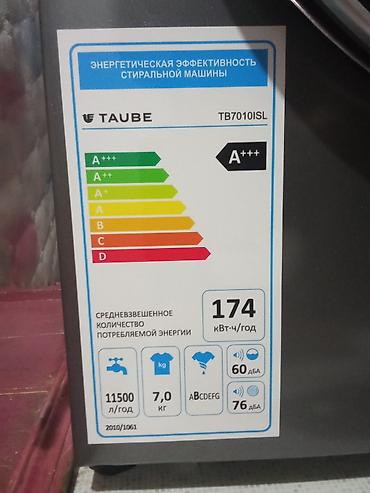 ЭНЕРГЕТИЧЕСКАЯ ЭФФЕКТИВНОСТЬ
СТИРАЛЬНОЙ МАШИНЫ
TAUBE TB7010ISL
A+++ A+++
A++
A+
A
B
C
D
СРЕДНЕВЗВЕШЕННОЕ
КОЛИЧЕСТВО
ПОТРЕБЛЯЕМОЙ ЭНЕРГИИ
174
кВт·ч/год
kg
60 дБА
11500
л/год
7,0
кг
ABCDEFG
76 дБА
2010/1061